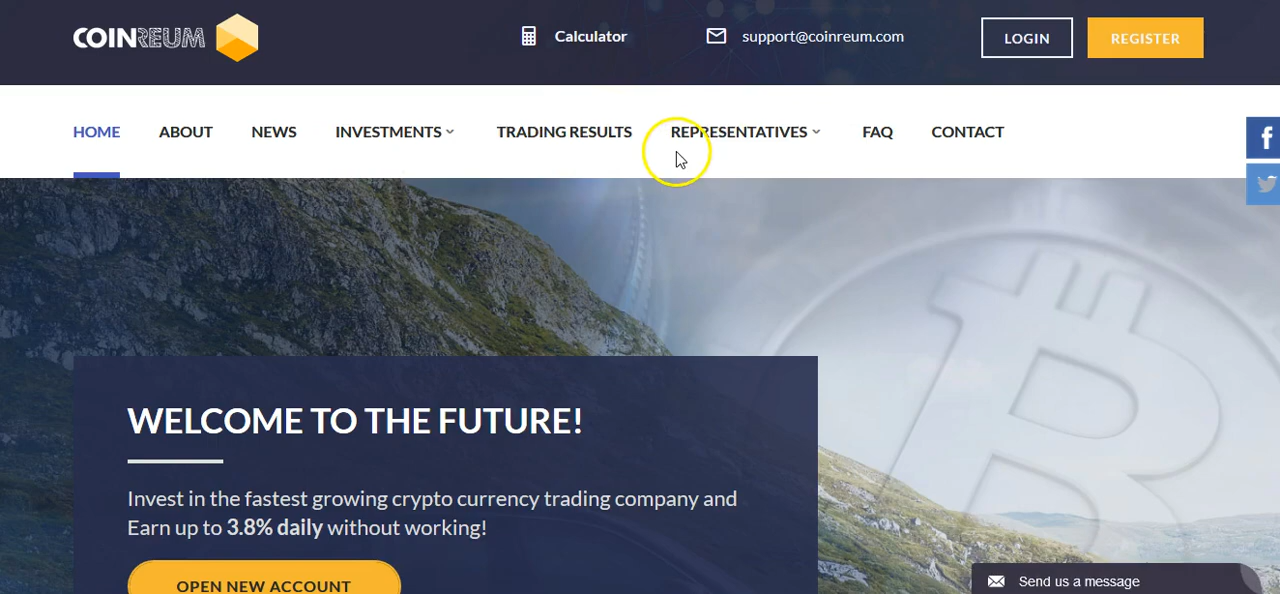 COINREUM
Calculator
support@coinreum.com
LOGIN
REGISTER
HOME
ABOUT
NEWS
INVESTMENTS
TRADING RESULTS
REPRESENTATIVES
FAQ
CONTACT
WELCOME TO THE FUTURE!
Invest in the fastest growing crypto currency trading company and
Earn up to 3.8% daily without working!
OPEN NEW ACCOUNT
Send us a message